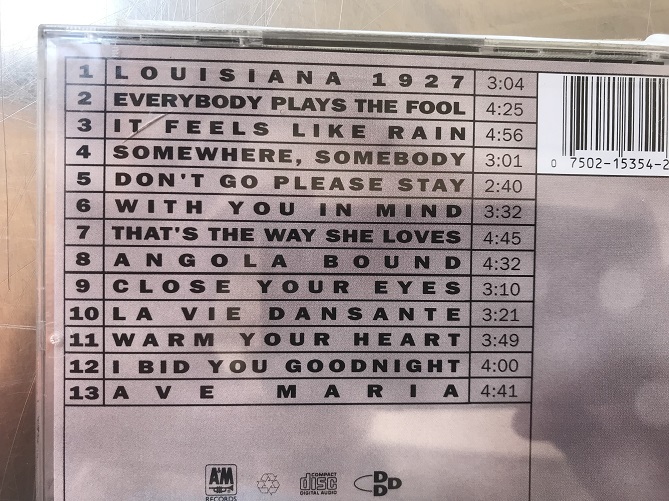 1 LOUISIANA 1927 3:04
2 EVERYBODY PLAYS THE FOOL 4:25
3 IT FEELS LIKE RAIN 4:56
4 SOMEWHERE, SOMEBODY 3:01
5 DON'T GO PLEASE STAY 2:40
6 WITH YOU IN MIND 3:32
7 THAT'S THE WAY SHE LOVES 4:45
8 ANGOLA BOUND 4:32
9 CLOSE YOUR EYES 3:10
10 LA VIE DANSANTE 3:21
11 WARM YOUR HEART 3:49
12 I BID YOU GOODNIGHT 4:00
13 AVE MARIA 4:41
0 7502-15354-2
A&M
RECORDS
COMPACT
disc
DIGITAL AUDIO
DDD